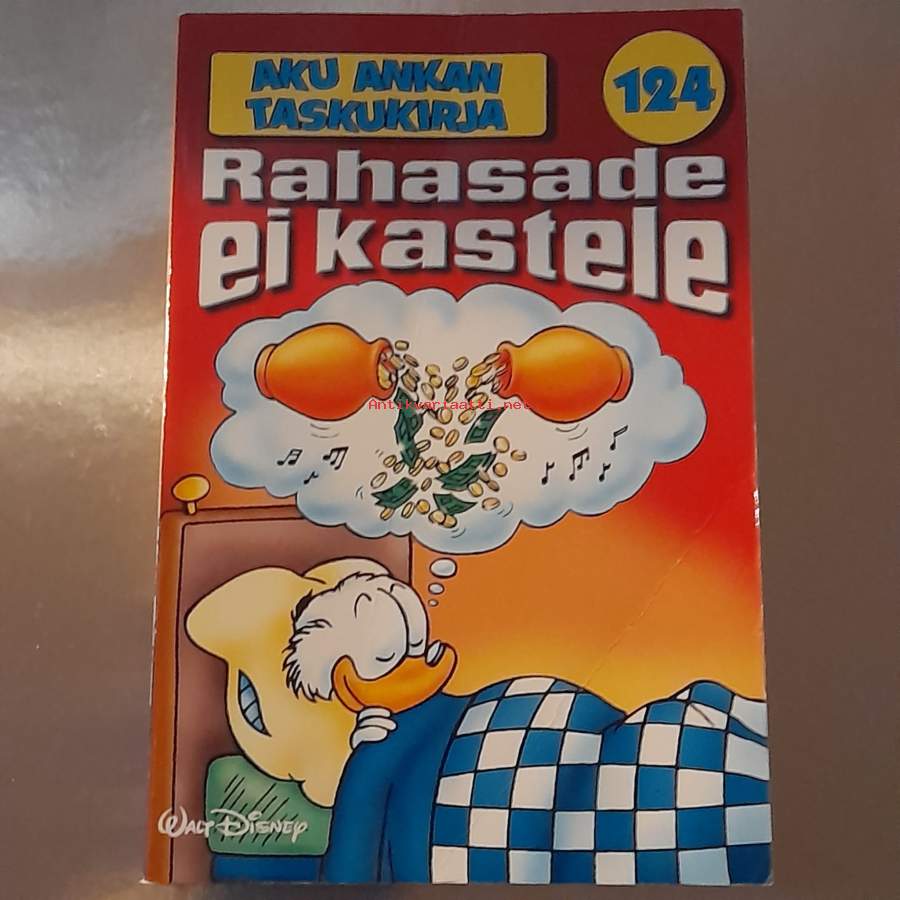 AKU ANKAN
TASKUKIRJA
124
Rahasade
ei kastele
Antikvariaatti.net
WALT DISNEY